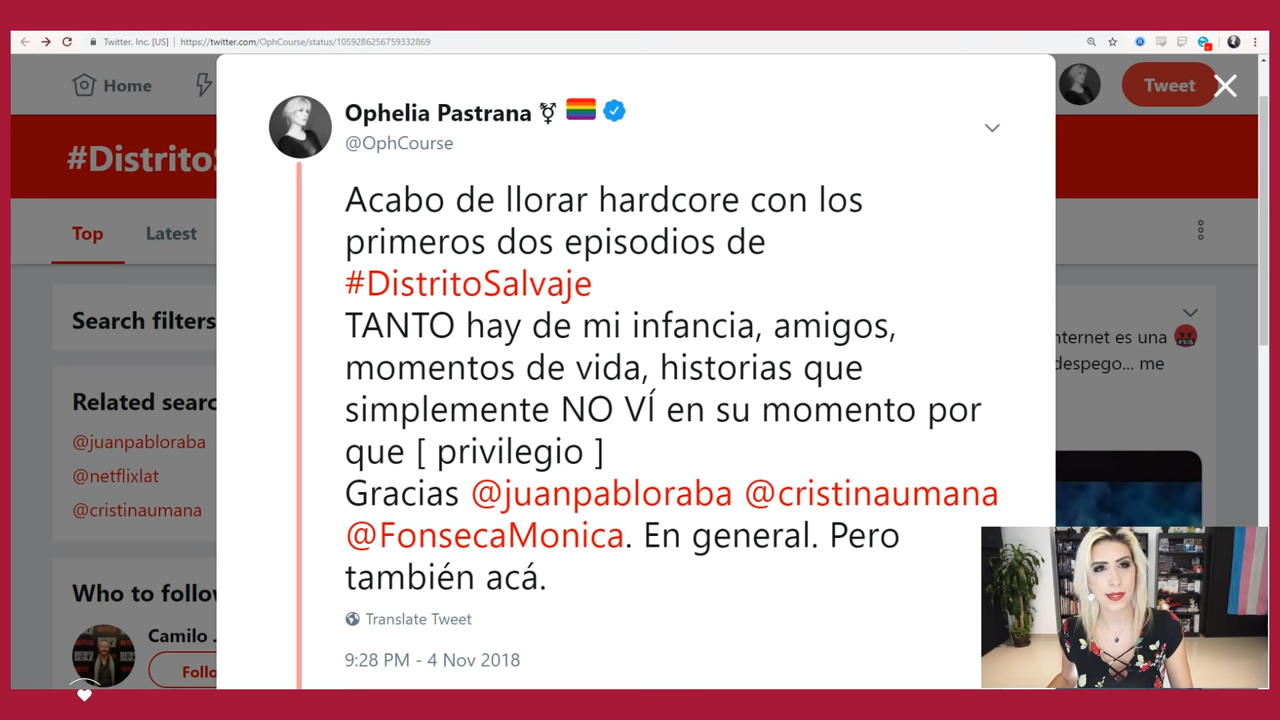 Twitter, Inc. [US] | https://twitter.com/OphCourse/status/1059286256759332869
Home
Tweet
#DistritoS
Top
Latest
Search filters
Related sear
@juanpabloraba
@netflixlat
@cristinaumana
Who to follo
Camilo
Follo
Ophelia Pastrana ⚧ 🏳️‍🌈
@OphCourse
Acabo de llorar hardcore con los
primeros dos episodios de
#DistritoSalvaje
TANTO hay de mi infancia, amigos,
momentos de vida, historias que
simplemente NO VÍ en su momento por
que [ privilegio ]
Gracias @juanpabloraba @cristinaumana
@FonsecaMonica. En general. Pero
también acá.
Translate Tweet
9:28 PM - 4 Nov 2018
nternet es una
despego... me